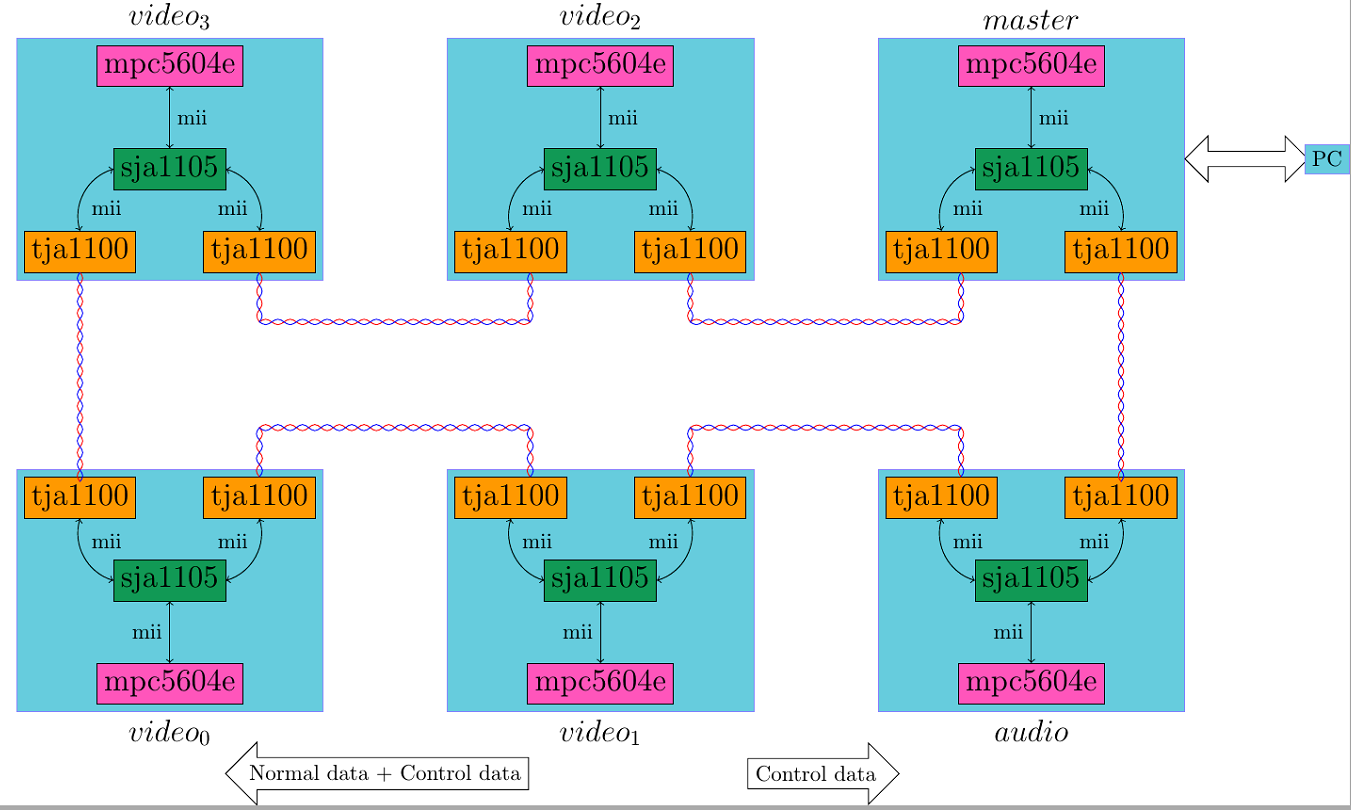 video₃ video₂ master
mpc5604e mpc5604e mpc5604e
mii mii mii
sja1105 sja1105 sja1105 PC
mii mii mii mii mii mii
tja1100 tja1100 tja1100 tja1100 tja1100 tja1100
tja1100 tja1100 tja1100 tja1100 tja1100 tja1100
mii mii mii mii mii mii
sja1105 sja1105 sja1105
mii mii mii
mpc5604e mpc5604e mpc5604e
video₀ video₁ audio
Normal data + Control data Control data